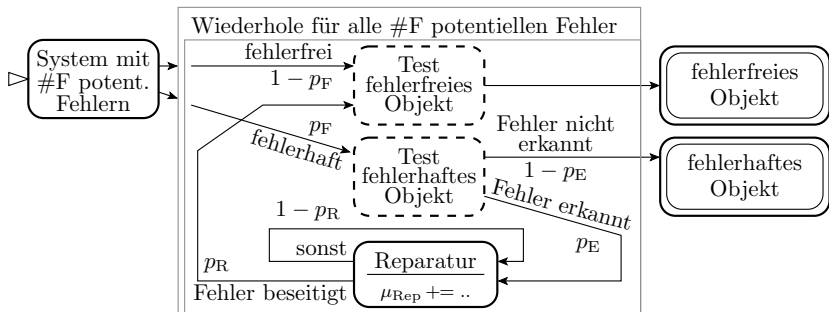 Wiederhole für alle #F potentiellen Fehler
System mit
#F potent.
Fehlern
fehlerfrei
1 − pF
Test
fehlerfreies
Objekt
fehlerfreies
Objekt
pF
fehlerhaft
Test
fehlerhaftes
Objekt
Fehler nicht
erkannt
1 − pE
fehlerhaftes
Objekt
Fehler erkannt
pE
1 − pR
sonst
pR
Fehler beseitigt
Reparatur
μRep += ..